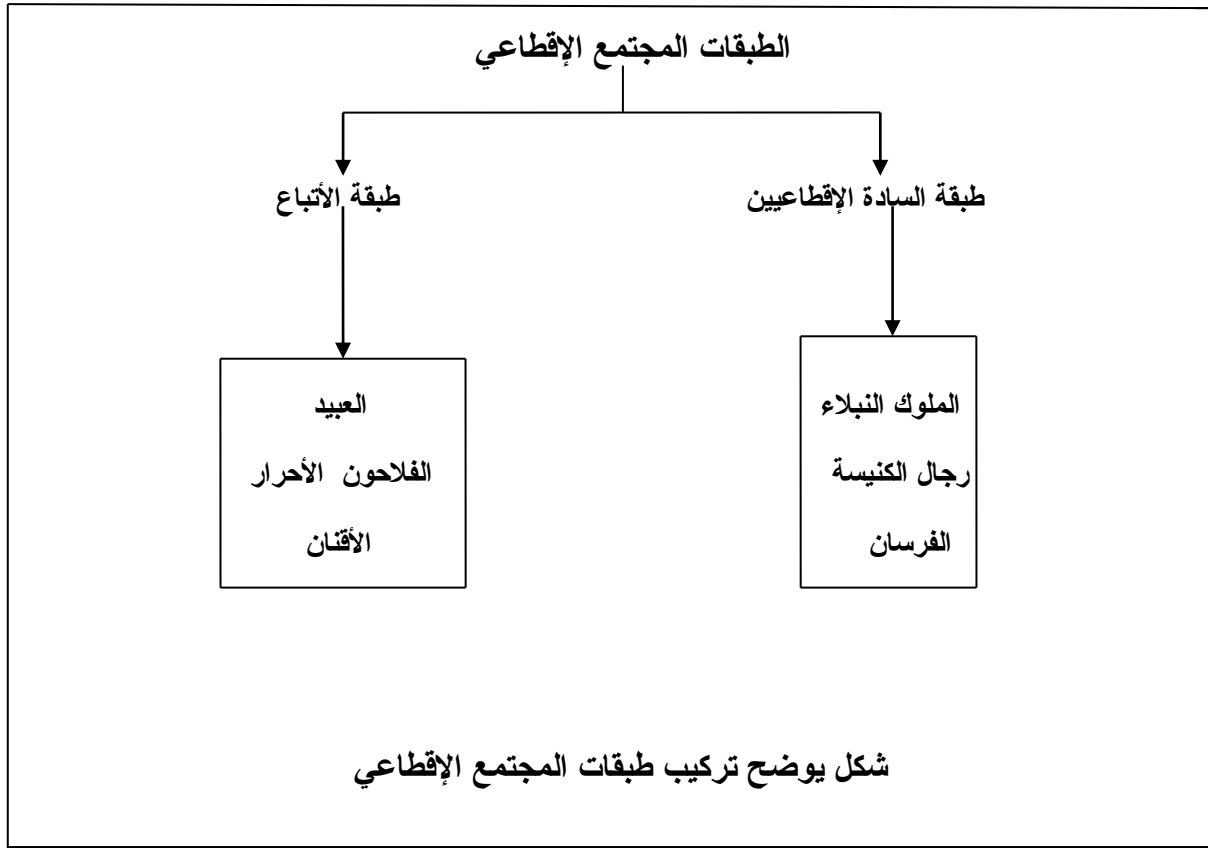 الطبقات المجتمع الإقطاعي
طبقة السادة الإقطاعيين
طبقة الأتباع
الملوك النبلاء
رجال الكنيسة
الفرسان
العبيد
الفلاحون الأحرار
الأقنان
شكل يوضح تركيب طبقات المجتمع الإقطاعي